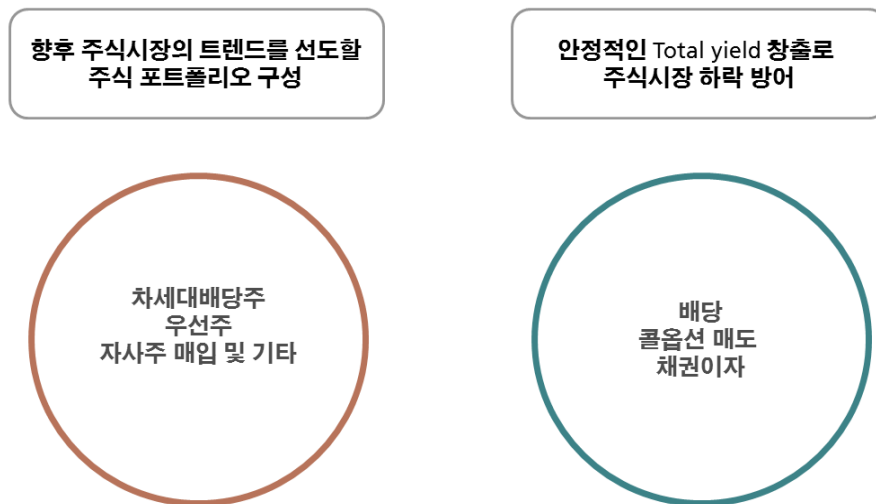 향후 주식시장의 트렌드를 선도할
주식 포트폴리오 구성
안정적인 Total yield 창출로
주식시장 하락 방어
차세대배당주
우선주
자사주 매입 및 기타
배당
콜옵션 매도
채권이자